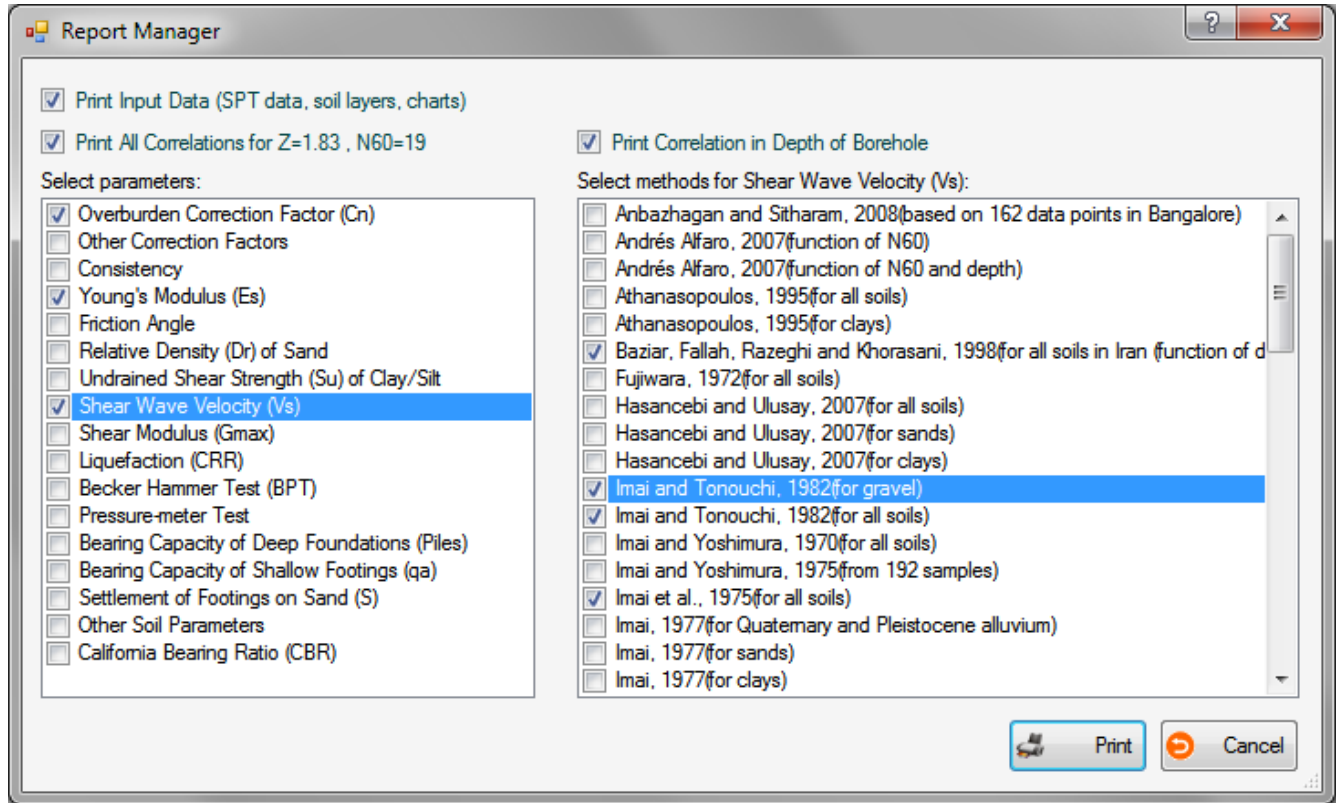 Report Manager
Print Input Data (SPT data, soil layers, charts)
Print All Correlations for Z=1.83 , N60=19
Print Correlation in Depth of Borehole
Select parameters:
Overburden Correction Factor (Cn)
Other Correction Factors
Consistency
Young's Modulus (Es)
Friction Angle
Relative Density (Dr) of Sand
Undrained Shear Strength (Su) of Clay/Silt
Shear Wave Velocity (Vs)
Shear Modulus (Gmax)
Liquefaction (CRR)
Becker Hammer Test (BPT)
Pressure-meter Test
Bearing Capacity of Deep Foundations (Piles)
Bearing Capacity of Shallow Footings (qa)
Settlement of Footings on Sand (S)
Other Soil Parameters
California Bearing Ratio (CBR)
Select methods for Shear Wave Velocity (Vs):
Anbazhagan and Sitharam, 2008(based on 162 data points in Bangalore)
Andrés Alfaro, 2007(function of N60)
Andrés Alfaro, 2007(function of N60 and depth)
Athanasopoulos, 1995(for all soils)
Athanasopoulos, 1995(for clays)
Baziar, Fallah, Razeghi and Khorasani, 1998(for all soils in Iran (function of d
Fujiwara, 1972(for all soils)
Hasancebi and Ulusay, 2007(for all soils)
Hasancebi and Ulusay, 2007(for sands)
Hasancebi and Ulusay, 2007(for clays)
Imai and Tonouchi, 1982(for gravel)
Imai and Tonouchi, 1982(for all soils)
Imai and Yoshimura, 1970(for all soils)
Imai and Yoshimura, 1975(from 192 samples)
Imai et al., 1975(for all soils)
Imai, 1977(for Quaternary and Pleistocene alluvium)
Imai, 1977(for sands)
Imai, 1977(for clays)
Print
Cancel